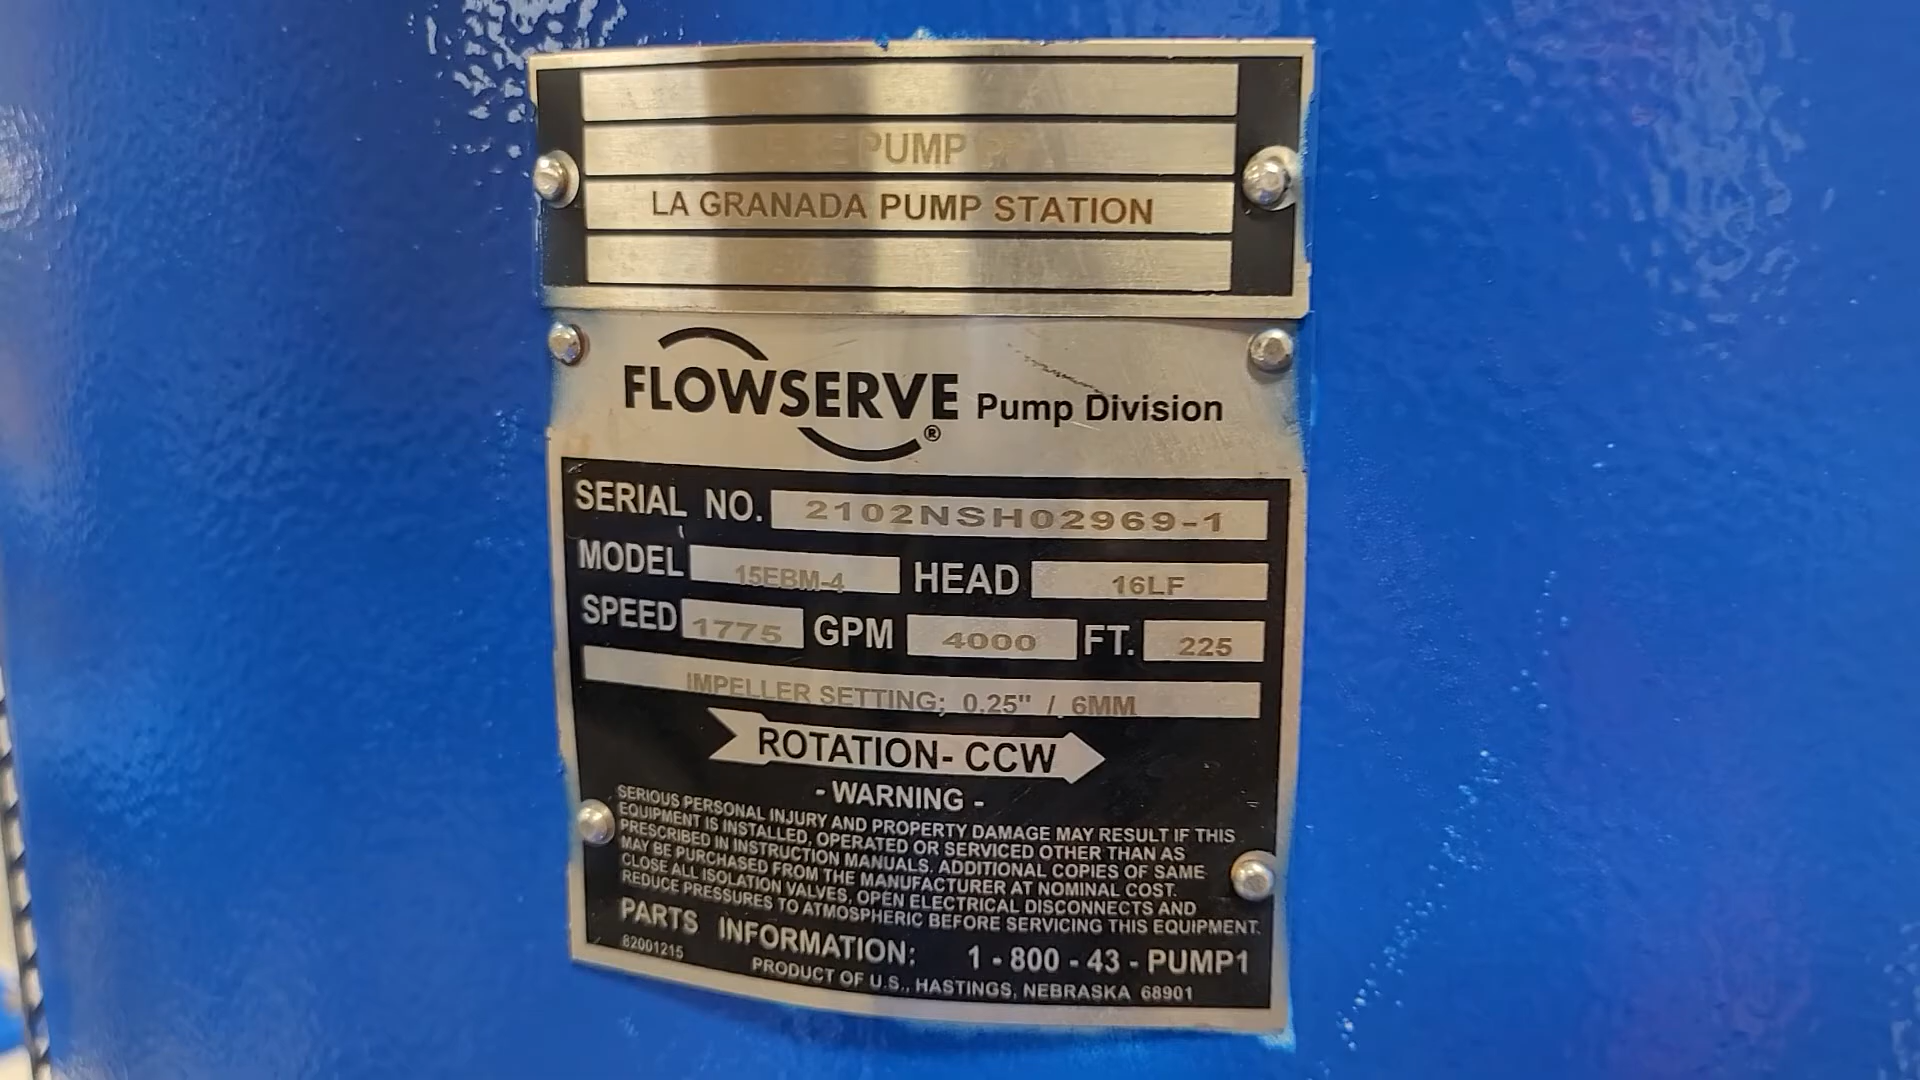 PUMP
LA GRANADA PUMP STATION
FLOWSERVE® Pump Division
SERIAL NO. 2102NSH02969-1
MODEL 15EBM-4 HEAD 16LF
SPEED 1775 GPM 4000 FT. 225
IMPELLER SETTING; 0.25" / 6MM
ROTATION- CCW
- WARNING -
SERIOUS PERSONAL INJURY AND PROPERTY DAMAGE MAY RESULT IF THIS
EQUIPMENT IS INSTALLED, OPERATED OR SERVICED OTHER THAN AS
PRESCRIBED IN INSTRUCTION MANUALS. ADDITIONAL COPIES OF SAME
MAY BE PURCHASED FROM THE MANUFACTURER AT NOMINAL COST.
CLOSE ALL ISOLATION VALVES, OPEN ELECTRICAL DISCONNECTS AND
REDUCE PRESSURES TO ATMOSPHERIC BEFORE SERVICING THIS EQUIPMENT.
PARTS INFORMATION: 1 - 800 - 43 - PUMP1
82001215
PRODUCT OF U.S., HASTINGS, NEBRASKA 68901